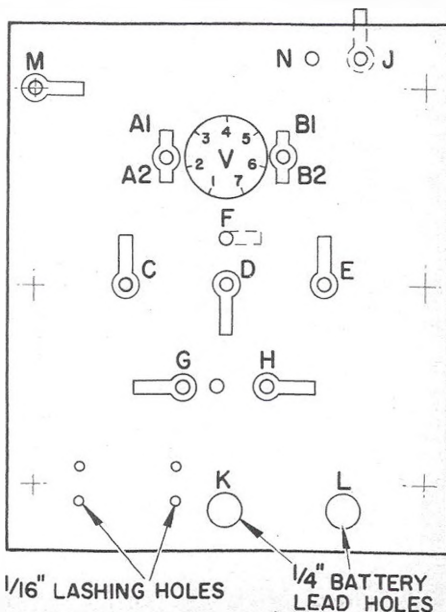 M
N
J
A1
B1
1 2 3 4 5 6 7
V
A2
B2
F
C
D
E
G
H
K
L
1/16" LASHING HOLES
1/4" BATTERY
LEAD HOLES